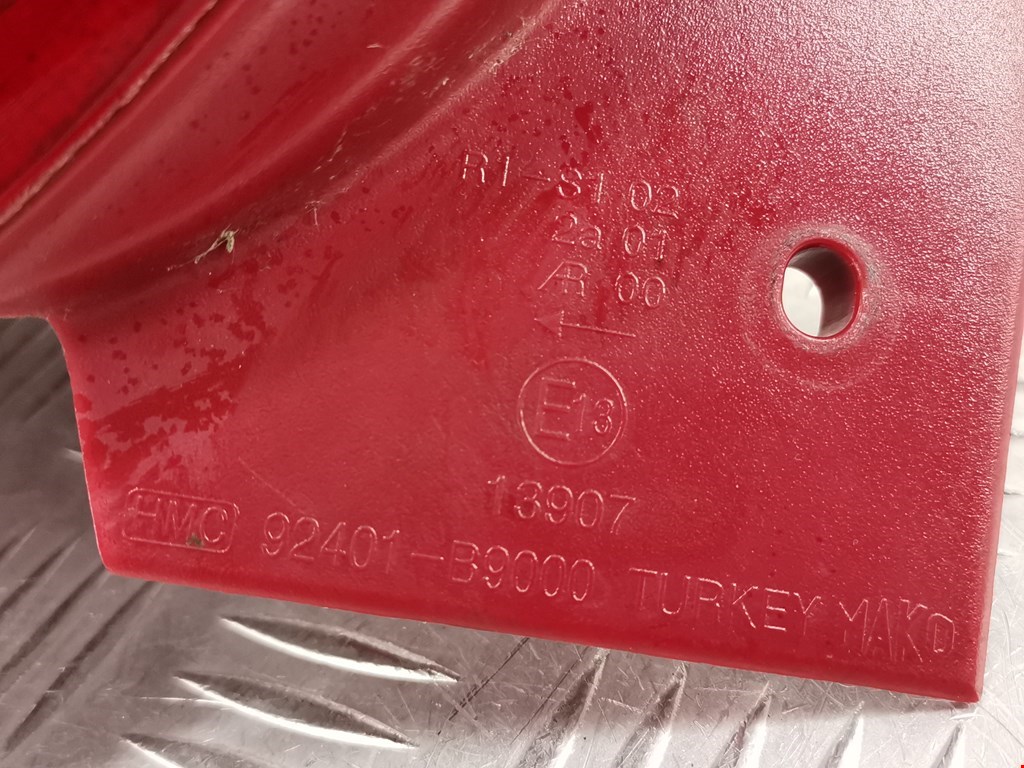 R1-S1 02
2a 01
AR 00
E13
13907
HMC 92401-B9000 TURKEY MAKO